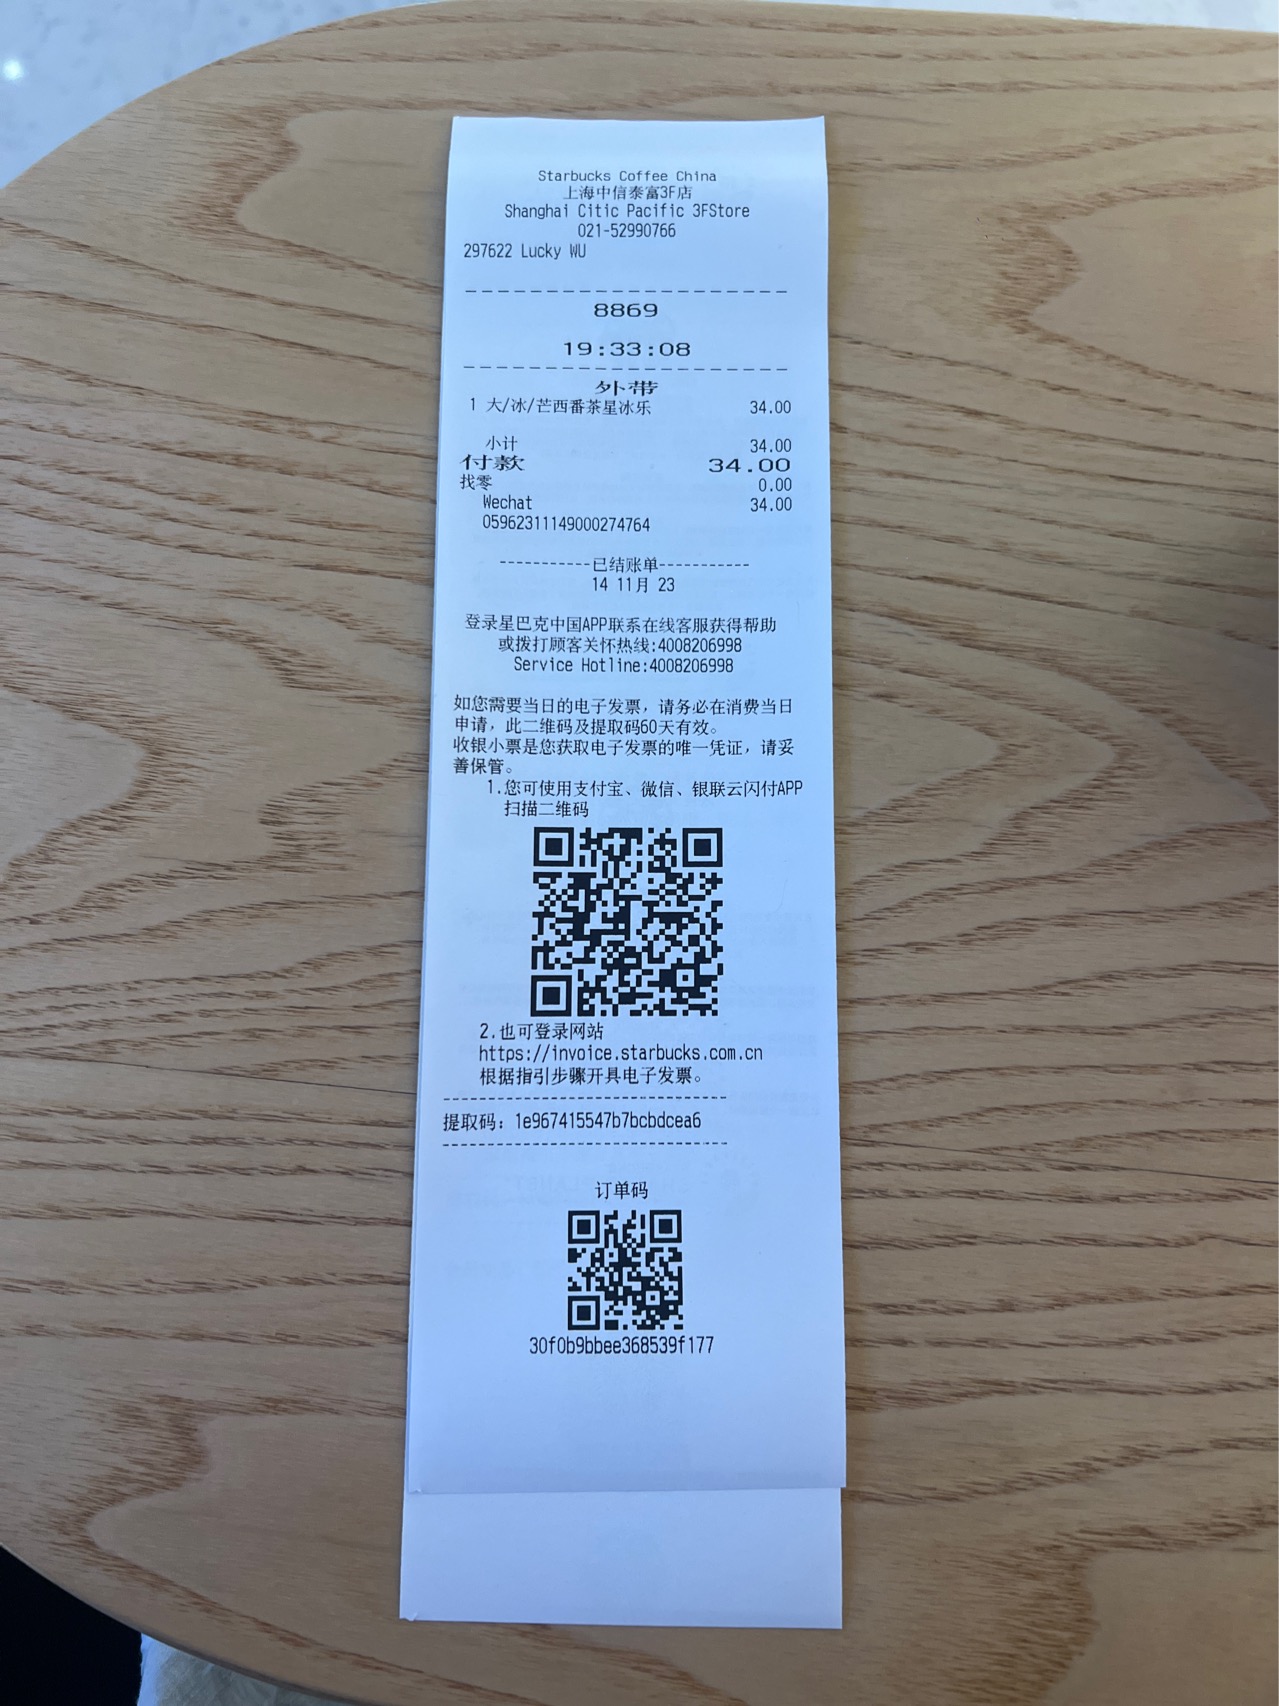 Starbucks Coffee China
上海中信泰富3F店
Shanghai Citic Pacific 3FStore
021-52990766
297622 Lucky WU
8869
19:33:08
外带
1 大/冰/芒西番茶星冰乐 34.00
小计 34.00
付款 34.00
找零 0.00
Wechat 34.00
05962311149000274764
-----------已结账单-----------
14 11月 23
登录星巴克中国APP联系在线客服获得帮助
或拨打顾客关怀热线:4008206998
Service Hotline:4008206998
如您需要当日的电子发票，请务必在消费当日
申请，此二维码及提取码60天有效。
收银小票是您获取电子发票的唯一凭证，请妥
善保管。
1.您可使用支付宝、微信、银联云闪付APP
扫描二维码
2.也可登录网站
https://invoice.starbucks.com.cn
根据指引步骤开具电子发票。
提取码：1e967415547b7bcbdcea6
订单码
30f0b9bbee368539f177